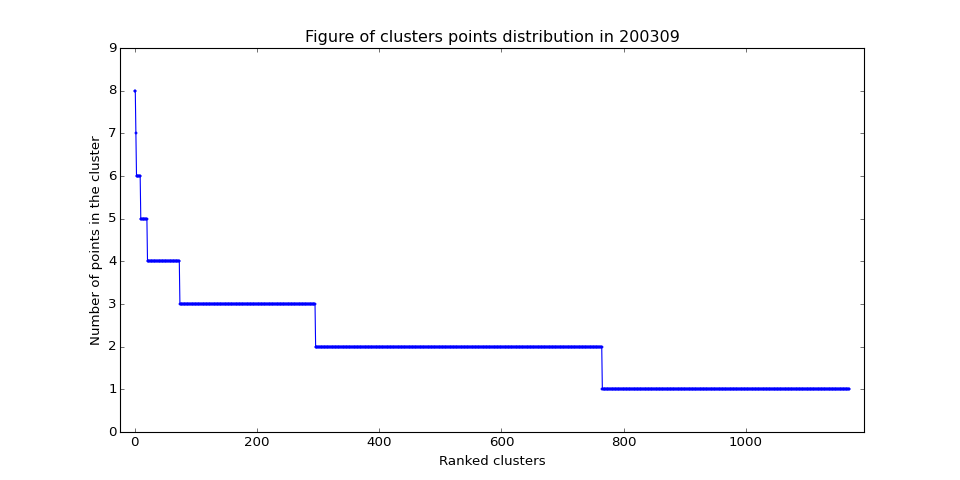 Figure of clusters points distribution in 200309
9
8
7
6
5
4
3
2
1
0
Number of points in the cluster
0 200 400 600 800 1000
Ranked clusters